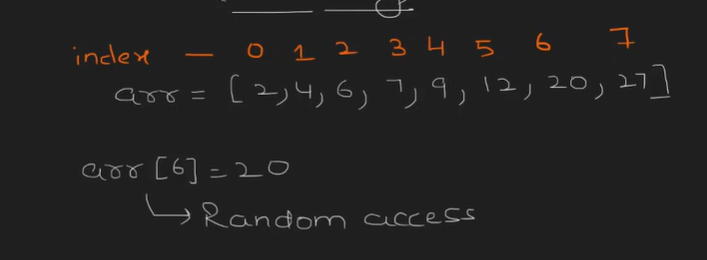 index — 0 1 2 3 4 5 6 7
arr = [2,4,6,7,9,12,20,27]
arr [6] = 20
↳ Random access